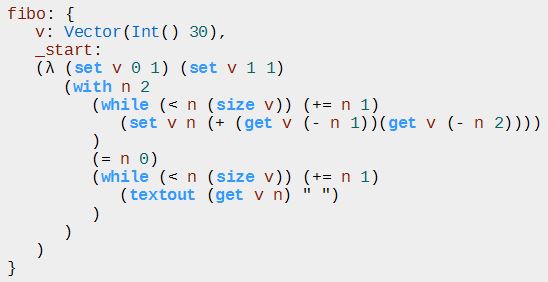 fibo: {
   v: Vector(Int() 30),
   _start:
   (λ (set v 0 1) (set v 1 1)
      (with n 2
         (while (< n (size v)) (+= n 1)
            (set v n (+ (get v (- n 1))(get v (- n 2))))
         )
         (= n 0)
         (while (< n (size v)) (+= n 1)
            (textout (get v n) " ")
         )
      )
   )
}